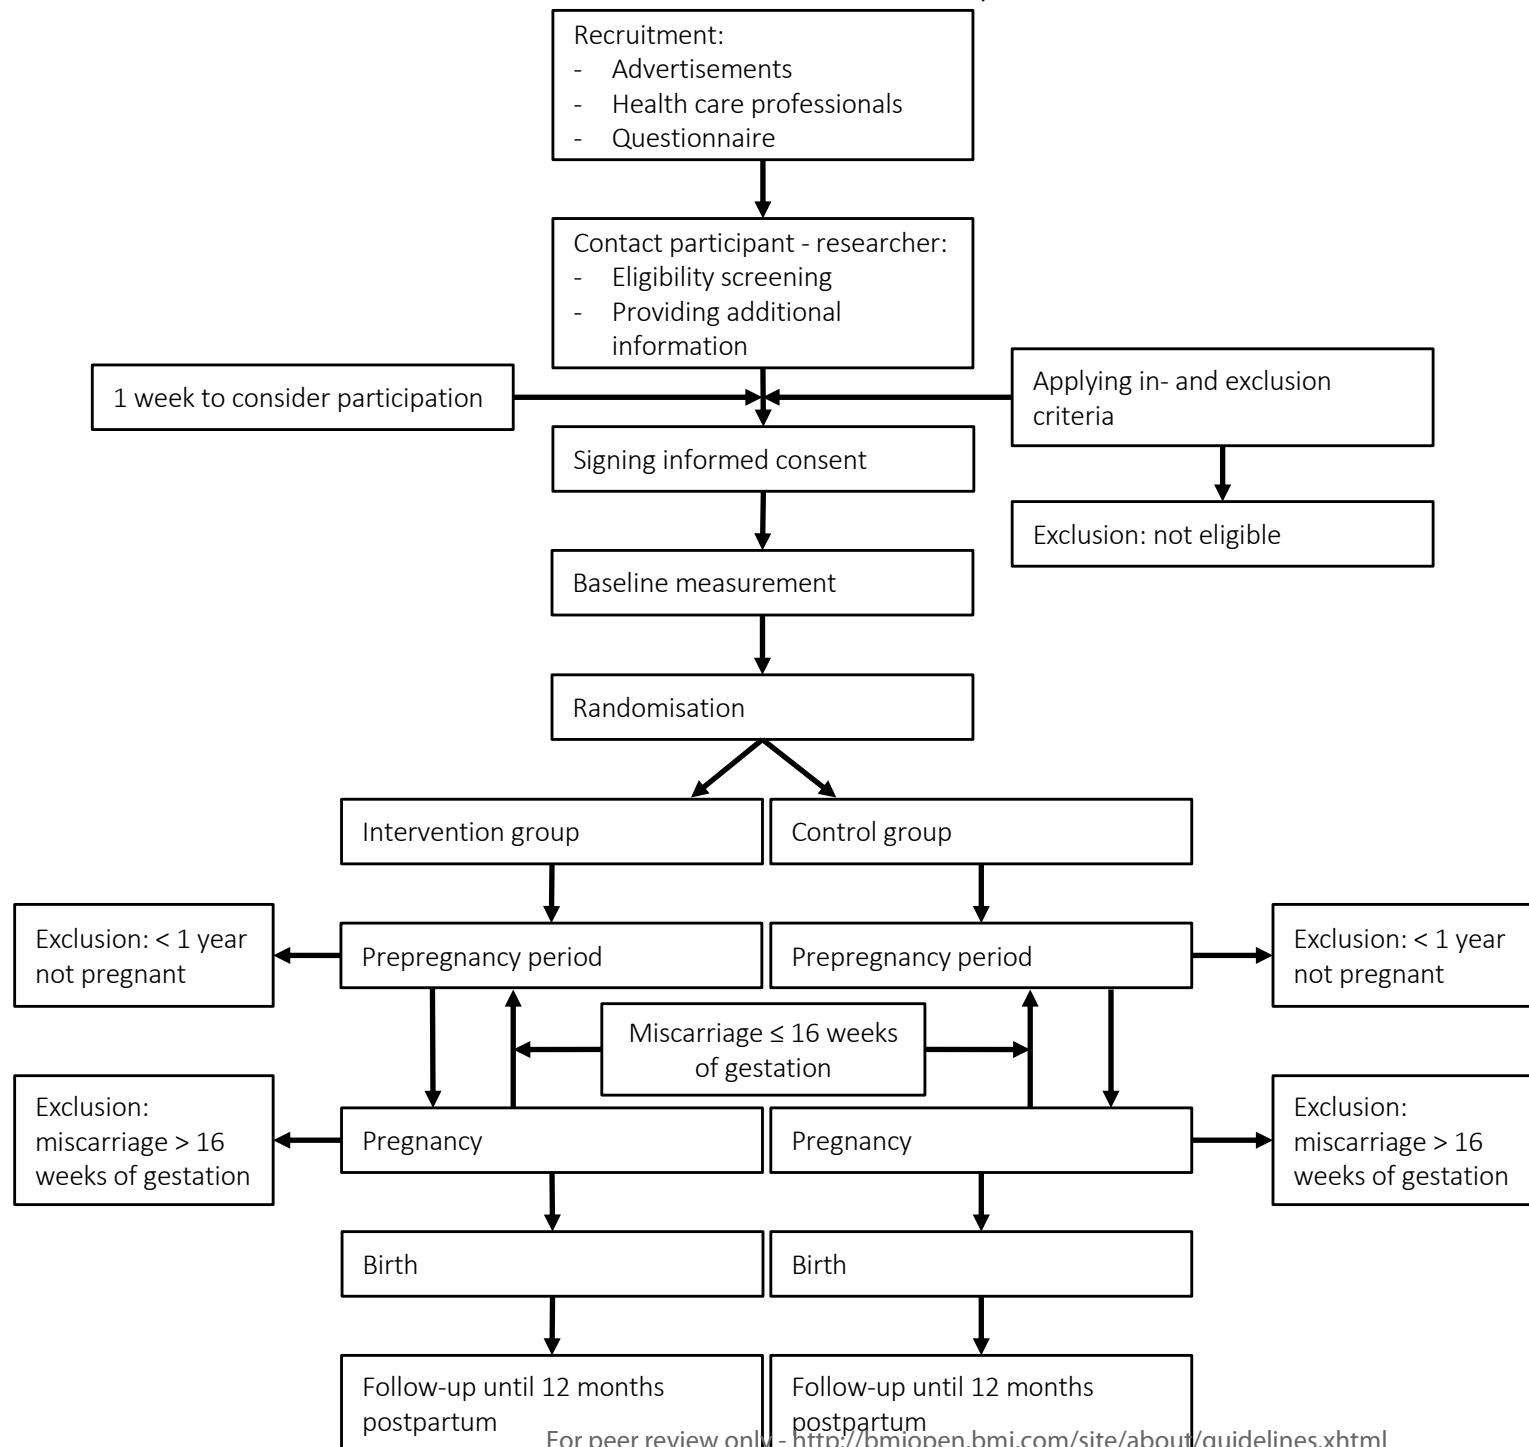 Recruitment:
- Advertisements
- Health care professionals
- Questionnaire
Contact participant - researcher:
- Eligibility screening
- Providing additional
information
1 week to consider participation
Applying in- and exclusion
criteria
Signing informed consent
Exclusion: not eligible
Baseline measurement
Randomisation
Intervention group
Control group
Exclusion: < 1 year
not pregnant
Prepregnancy period
Prepregnancy period
Exclusion: < 1 year
not pregnant
Miscarriage ≤ 16 weeks
of gestation
Exclusion:
miscarriage > 16
weeks of gestation
Pregnancy
Pregnancy
Exclusion:
miscarriage > 16
weeks of gestation
Birth
Birth
Follow-up until 12 months
postpartum
Follow-up until 12 months
postpartum
For peer review only - http://bmjopen.bmj.com/site/about/guidelines.xhtml